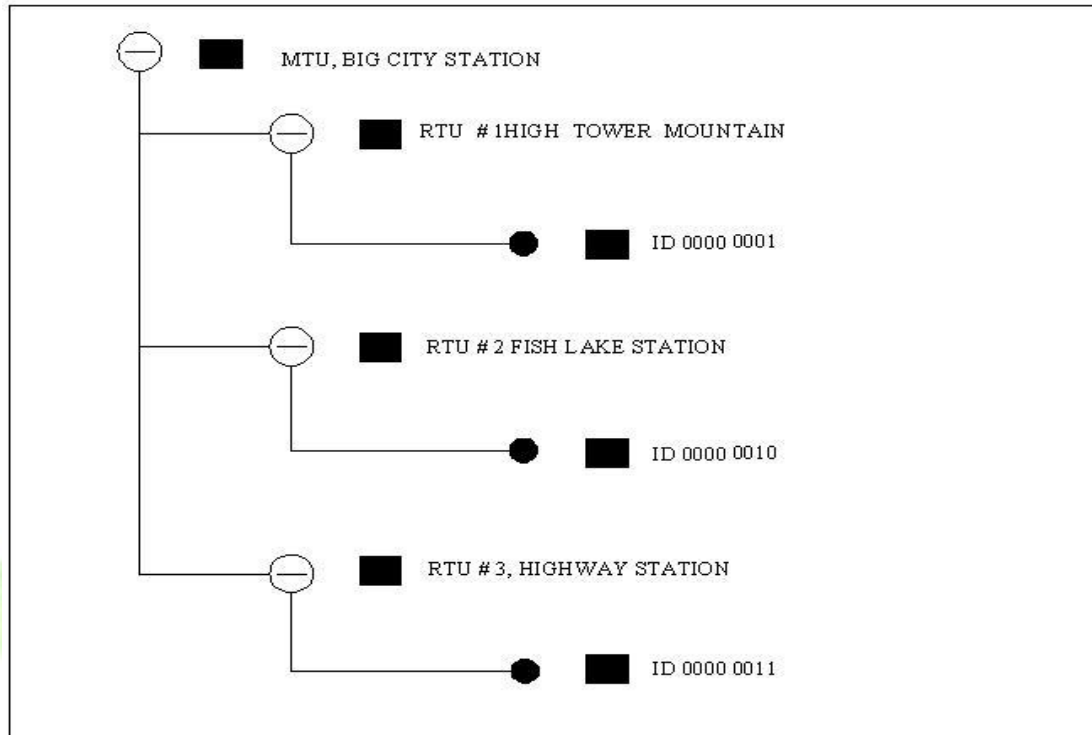 MTU, BIG CITY STATION
RTU # 1HIGH TOWER MOUNTAIN
ID 0000 0001
RTU # 2 FISH LAKE STATION
ID 0000 0010
RTU # 3, HIGHWAY STATION
ID 0000 0011